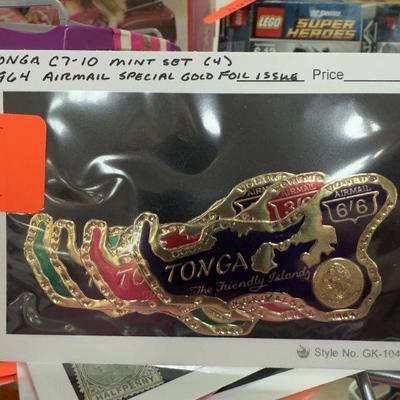 ONGA C7-10 MINT SET (4)
964 AIRMAIL SPECIAL GOLD FOIL ISSUE Price
LEGO
SUPER HEROES
AIRMAIL
3/6
AIRMAIL
6/6
TONGA
The Friendly Islands
Style No. GK-104
HALFPENNY